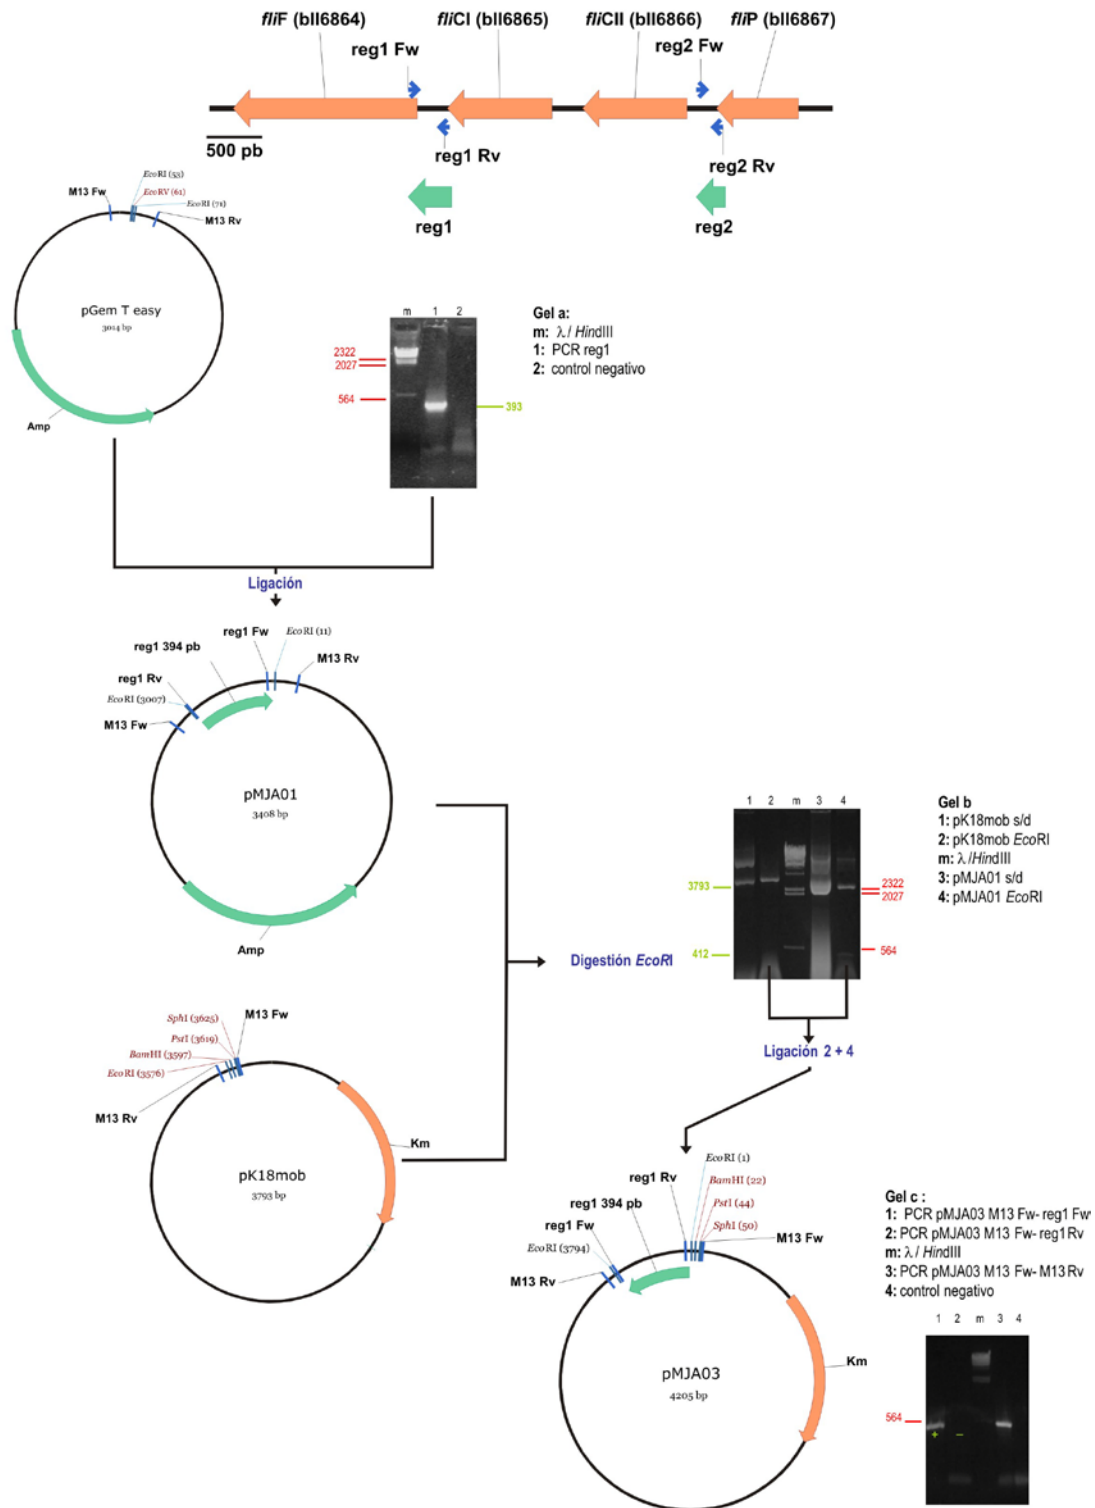 fliF (bll6864)
fliCI (bll6865)
fliCII (bll6866)
fliP (bll6867)
reg1 Fw
reg2 Fw
500 pb
reg1 Rv
reg2 Rv
reg1
reg2
EcoRI (53)
EcoRV (61)
EcoRI (71)
M13 Fw
M13 Rv
pGem T easy
3014 bp
Amp
m 1 2
2322
2027
564
393
Gel a:
m: λ / HindIII
1: PCR reg1
2: control negativo
Ligación
reg1 Fw
EcoRI (11)
reg1 394 pb
M13 Rv
reg1 Rv
EcoRI (3007)
M13 Fw
pMJA01
3408 bp
Amp
1 2 m 3 4
3793
412
2322
2027
564
Gel b
1: pK18mob s/d
2: pK18mob EcoRI
m: λ /HindIII
3: pMJA01 s/d
4: pMJA01 EcoRI
Digestión EcoRI
SphI (3625)
M13 Fw
PstI (3619)
BamHI (3597)
EcoRI (3576)
M13 Rv
Km
pK18mob
3793 bp
Ligación 2 + 4
EcoRI (1)
reg1 Rv
BamHI (22)
reg1 394 pb
PstI (44)
SphI (50)
reg1 Fw
M13 Fw
EcoRI (3794)
M13 Rv
Km
pMJA03
4205 bp
Gel c :
1: PCR pMJA03 M13 Fw- reg1 Fw
2: PCR pMJA03 M13 Fw- reg1Rv
m: λ / HindIII
3: PCR pMJA03 M13 Fw- M13 Rv
4: control negativo
1 2 m 3 4
564
+ −